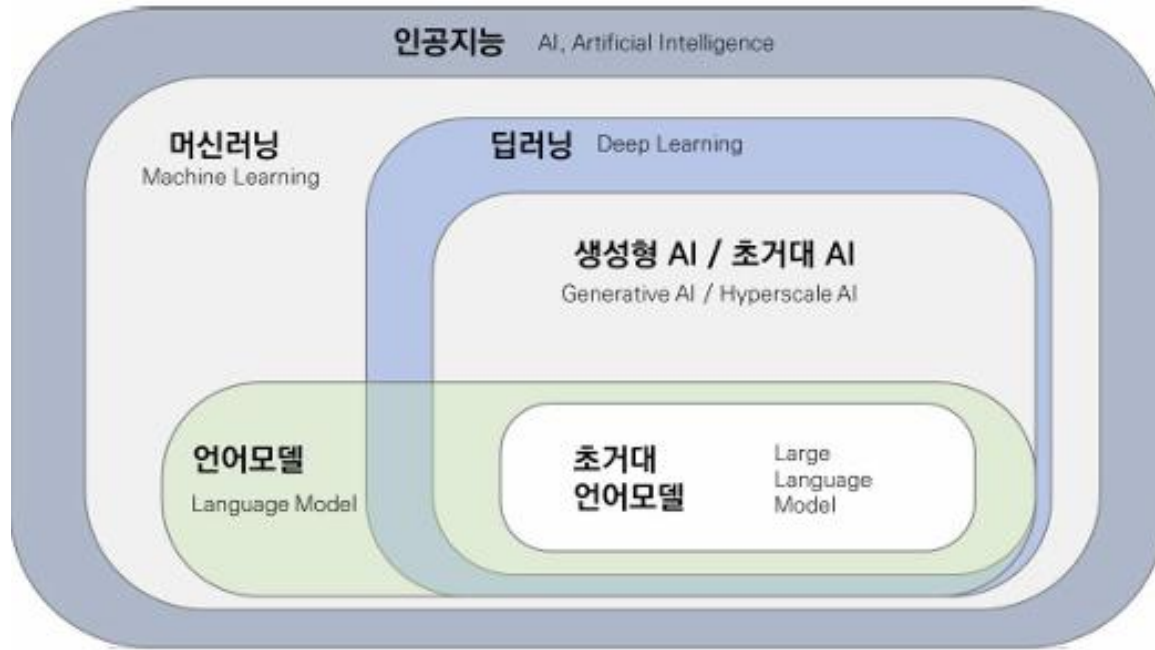 인공지능 AI, Artificial Intelligence
머신러닝
Machine Learning
딥러닝 Deep Learning
생성형 AI / 초거대 AI
Generative AI / Hyperscale AI
언어모델
Language Model
초거대
언어모델
Large
Language
Model